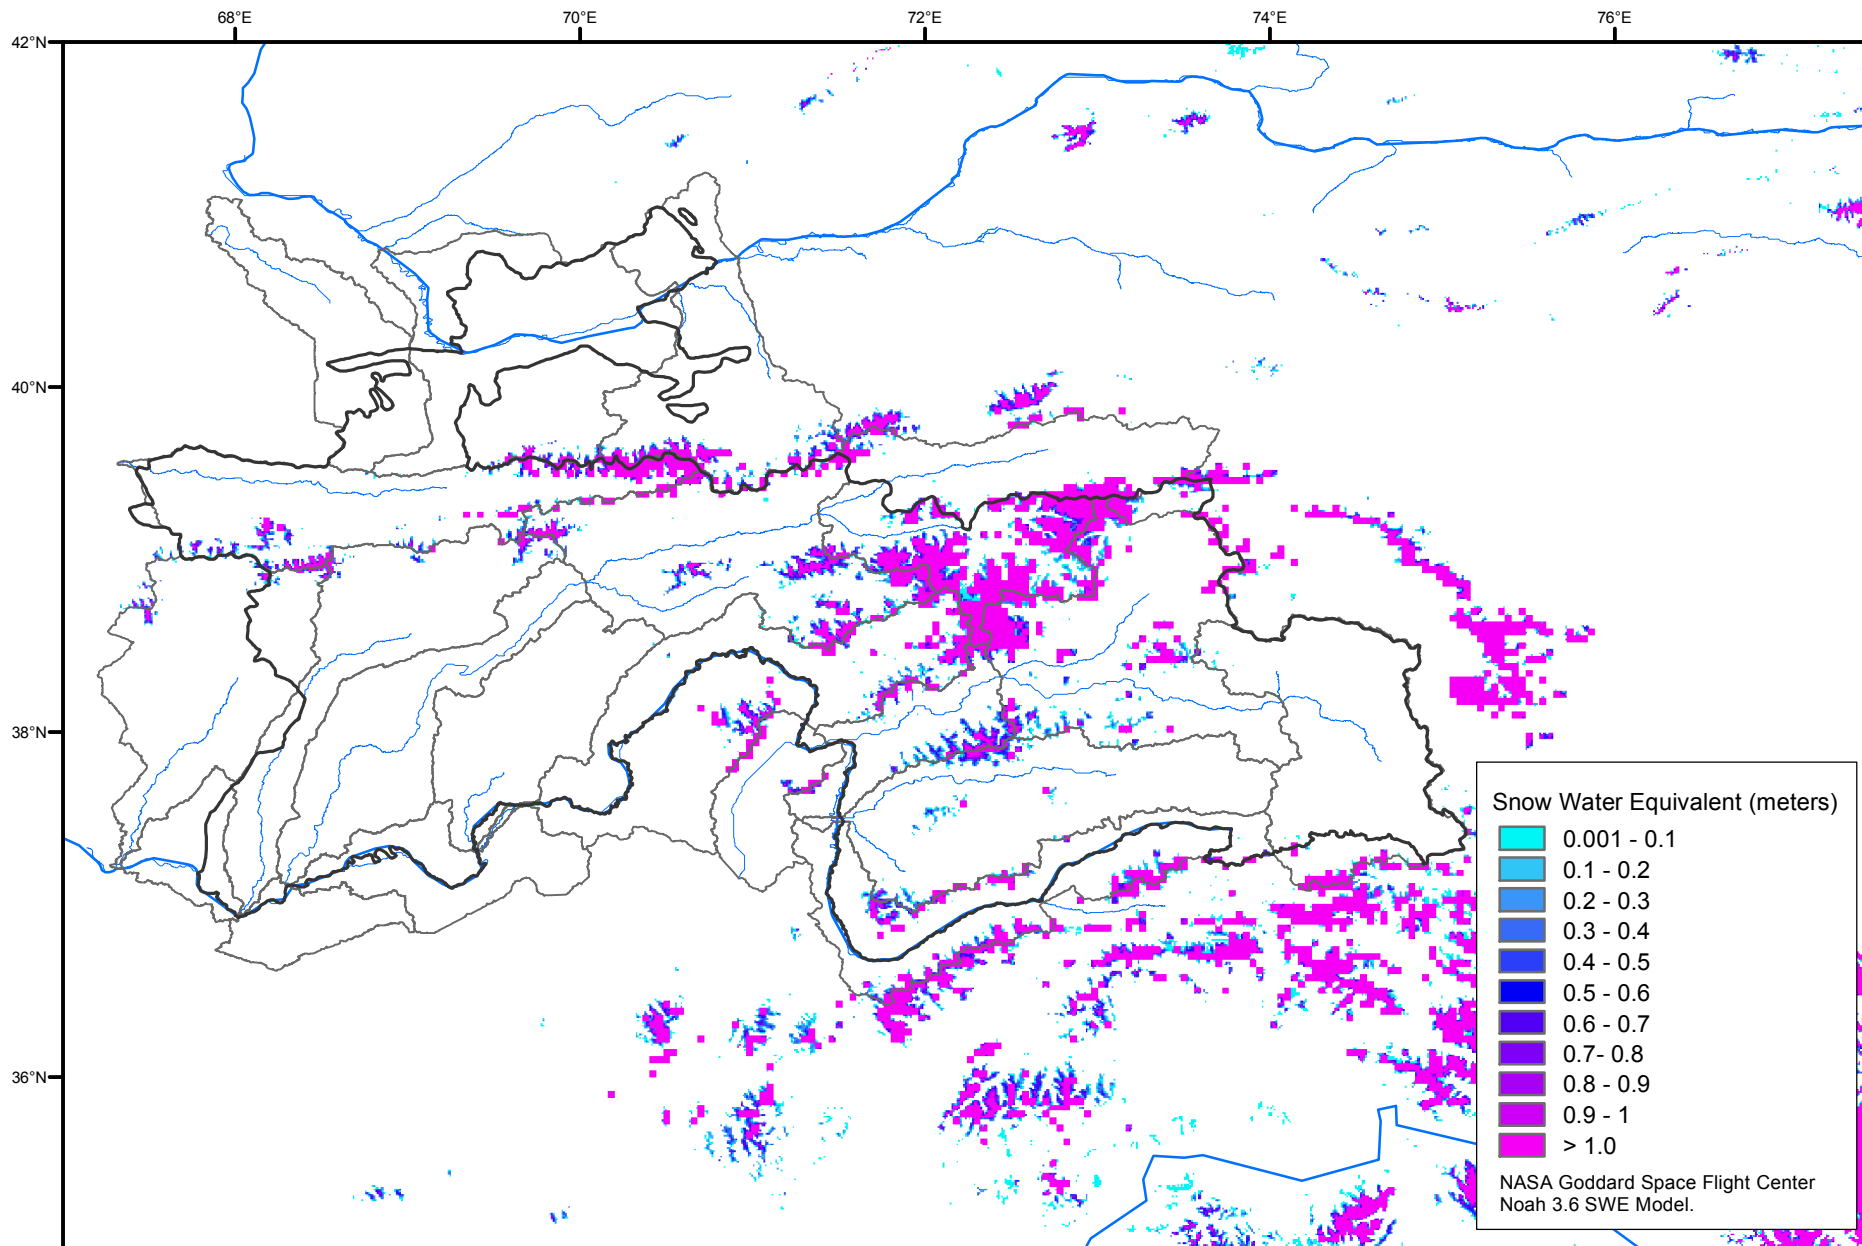 68°E 70°E 72°E 74°E 76°E
42°N
40°N
38°N
36°N
Snow Water Equivalent (meters)
0.001 - 0.1
0.1 - 0.2
0.2 - 0.3
0.3 - 0.4
0.4 - 0.5
0.5 - 0.6
0.6 - 0.7
0.7- 0.8
0.8 - 0.9
0.9 - 1
> 1.0
NASA Goddard Space Flight Center
Noah 3.6 SWE Model.